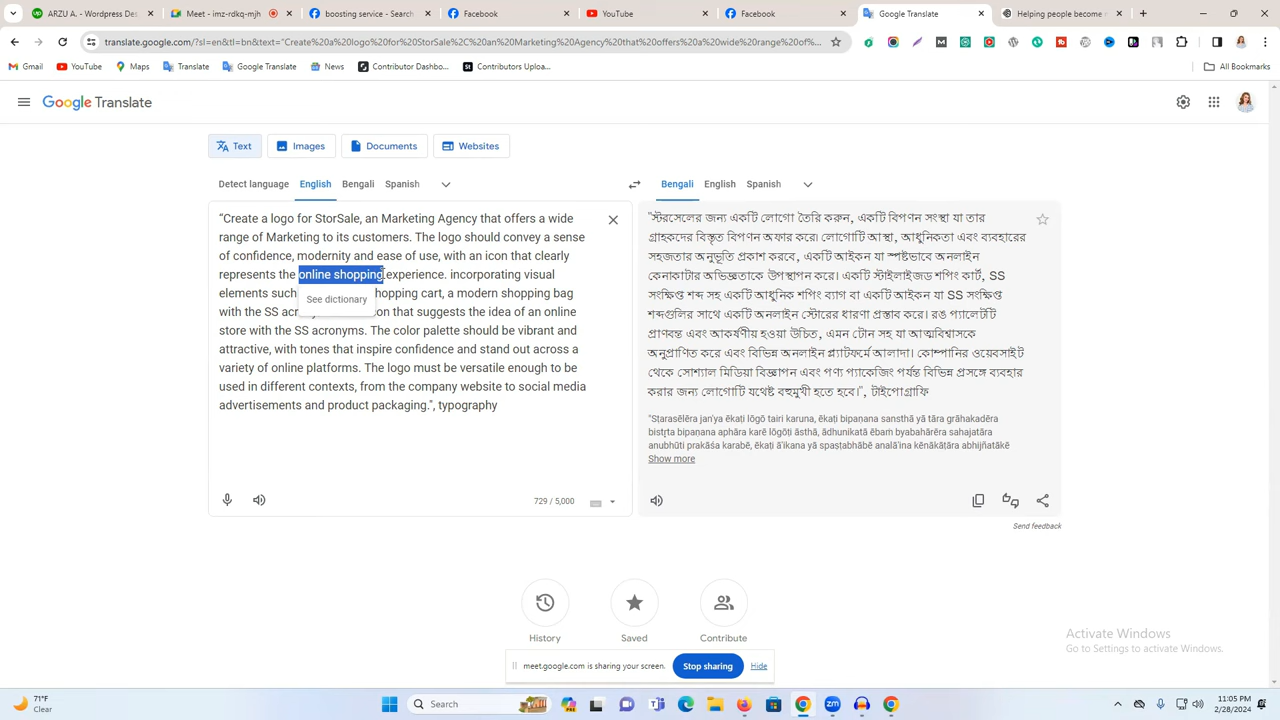 ARZU A. - Upwork Des
Meet - imz-rdkq-mjh
boosting service - Search
Facebook
YouTube
Facebook
Google Translate
Helping people become
translate.google.com/?sl=en&tl=bn&text="Create%20a%20logo%20for%20StorSale%2C%20an%20Marketing%20Agency%20that%20offers%20a%20wide%20range%20of%...
Gmail
YouTube
Maps
Translate
Google Translate
News
Contributor Dashbo...
Contributors Uploa...
All Bookmarks
Google Translate
Text
Images
Documents
Websites
Detect language English Bengali Spanish
Bengali English Spanish
“Create a logo for StorSale, an Marketing Agency that offers a wide
range of Marketing to its customers. The logo should convey a sense
of confidence, modernity and ease of use, with an icon that clearly
represents the online shopping experience. incorporating visual
elements such hopping cart, a modern shopping bag
See dictionary
with the SS acr on that suggests the idea of an online
store with the SS acronyms. The color palette should be vibrant and
attractive, with tones that inspire confidence and stand out across a
variety of online platforms. The logo must be versatile enough to be
used in different contexts, from the company website to social media
advertisements and product packaging.", typography
729 / 5,000
"স্টরসেলের জন্য একটি লোগো তৈরি করুন, একটি বিপণন সংস্থা যা তার
গ্রাহকদের বিস্তৃত বিপণন অফার করে৷ লোগোটি আস্থা, আধুনিকতা এবং ব্যবহারের
সহজতার অনুভূতি প্রকাশ করবে, একটি আইকন যা স্পষ্টভাবে অনলাইন
কেনাকাটার অভিজ্ঞতাকে উপস্থাপন করে। একটি স্টাইলাইজড শপিং কার্ট, SS
সংক্ষিপ্ত শব্দ সহ একটি আধুনিক শপিং ব্যাগ বা একটি আইকন যা SS সংক্ষিপ্ত
শব্দগুলির সাথে একটি অনলাইন স্টোরের ধারণা প্রস্তাব করে। রঙ প্যালেটটি
প্রাণবন্ত এবং আকর্ষণীয় হওয়া উচিত, এমন টোন সহ যা আত্মবিশ্বাসকে
অনুপ্রাণিত করে এবং বিভিন্ন অনলাইন প্ল্যাটফর্মে আলাদা। কোম্পানির ওয়েবসাইট
থেকে সোশ্যাল মিডিয়া বিজ্ঞাপন এবং পণ্য প্যাকেজিং পর্যন্ত বিভিন্ন প্রসঙ্গে ব্যবহার
করার জন্য লোগোটি যথেষ্ট বহুমুখী হতে হবে।", টাইপোগ্রাফি
"Sṭarasēlēra jan'ya ēkaṭi lōgō tairi karuna, ēkaṭi bipaṇana sansthā yā tāra grāhakadēra
bistr̥ta bipaṇana aphāra karē lōgōṭi āsthā, ādhunikatā ēbaṁ byabahārēra sahajatāra
anubhūti prakāśa karabē, ēkaṭi ā'ikana yā spaṣṭabhābē analā'ina kēnākāṭāra abhijñatākē
Show more
Send feedback
History
Saved
Contribute
meet.google.com is sharing your screen.
Stop sharing
Hide
Activate Windows
Go to Settings to activate Windows.
71°F
Clear
Search
11:05 PM
2/28/2024